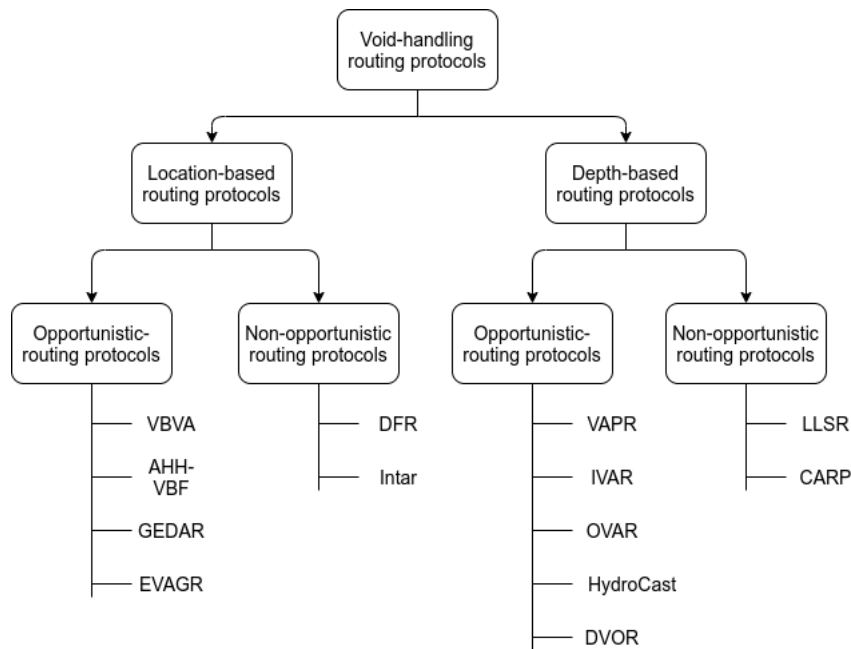 Void-handling
routing protocols
Location-based
routing protocols
Depth-based
routing protocols
Opportunistic-
routing protocols
Non-opportunistic
routing protocols
Opportunistic-
routing protocols
Non-opportunistic
routing protocols
VBVA
AHH-
VBF
GEDAR
EVAGR
DFR
Intar
VAPR
IVAR
OVAR
HydroCast
DVOR
LLSR
CARP